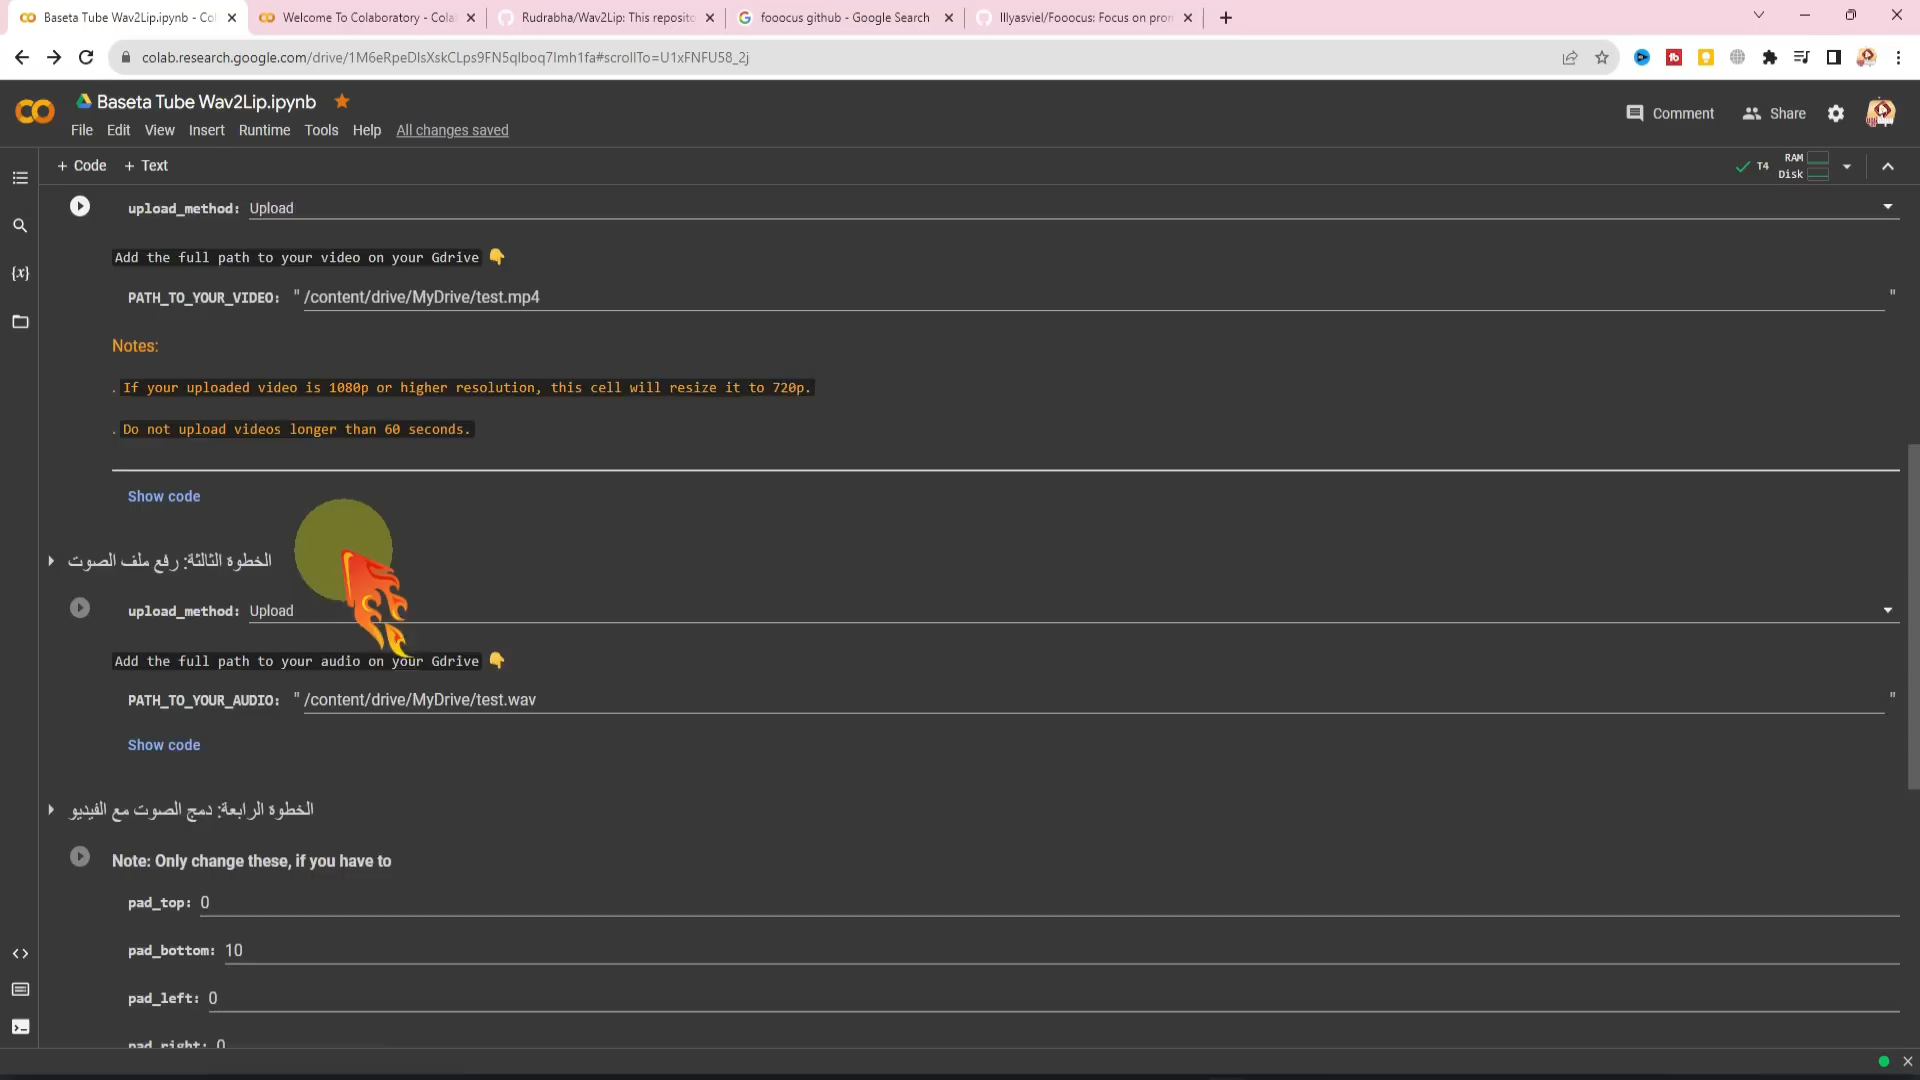 Baseta Tube Wav2Lip.ipynb - Co
Welcome To Colaboratory - Cola
Rudrabha/Wav2Lip: This reposito
fooocus github - Google Search
lllyasviel/Fooocus: Focus on pron
colab.research.google.com/drive/1M6eRpeDIsXskCLps9FN5qIboq7Imh1fa#scrollTo=U1xFNFU58_2j
Baseta Tube Wav2Lip.ipynb
File Edit View Insert Runtime Tools Help All changes saved
Comment Share
+ Code + Text
T4 RAM
Disk
upload_method: Upload
Add the full path to your video on your Gdrive 👇
PATH_TO_YOUR_VIDEO: " /content/drive/MyDrive/test.mp4 "
Notes:
. If your uploaded video is 1080p or higher resolution, this cell will resize it to 720p.
. Do not upload videos longer than 60 seconds.
Show code
الخطوة الثالثة: رفع ملف الصوت
upload_method: Upload
Add the full path to your audio on your Gdrive 👇
PATH_TO_YOUR_AUDIO: " /content/drive/MyDrive/test.wav "
Show code
الخطوة الرابعة: دمج الصوت مع الفيديو
Note: Only change these, if you have to
pad_top: 0
pad_bottom: 10
pad_left: 0
pad_right: 0